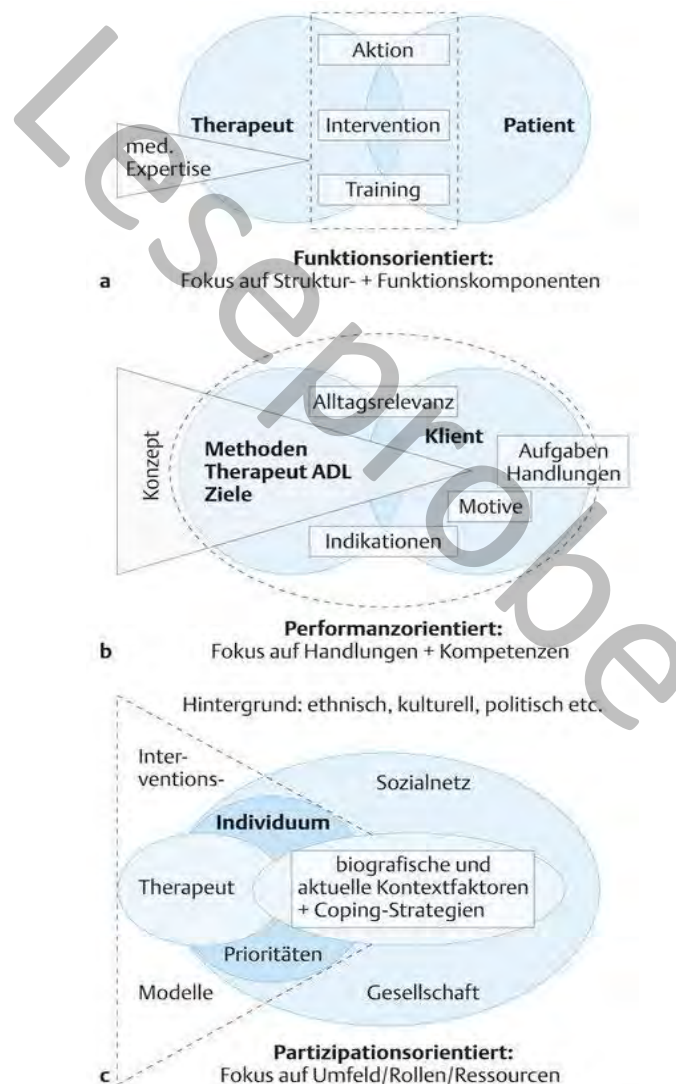 Aktion
Therapeut
Intervention
Patient
med.
Expertise
Training
Funktionsorientiert:
a Fokus auf Struktur- + Funktionskomponenten
Alltagsrelevanz
Klient
Konzept
Methoden
Therapeut ADL
Ziele
Aufgaben
Handlungen
Motive
Indikationen
Performanzorientiert:
b Fokus auf Handlungen + Kompetenzen
Hintergrund: ethnisch, kulturell, politisch etc.
Inter-
ventions-
Sozialnetz
Individuum
Therapeut
biografische und
aktuelle Kontextfaktoren
+ Coping-Strategien
Prioritäten
Modelle
Gesellschaft
Partizipationsorientiert:
c Fokus auf Umfeld/Rollen/Ressourcen
Leseprobe